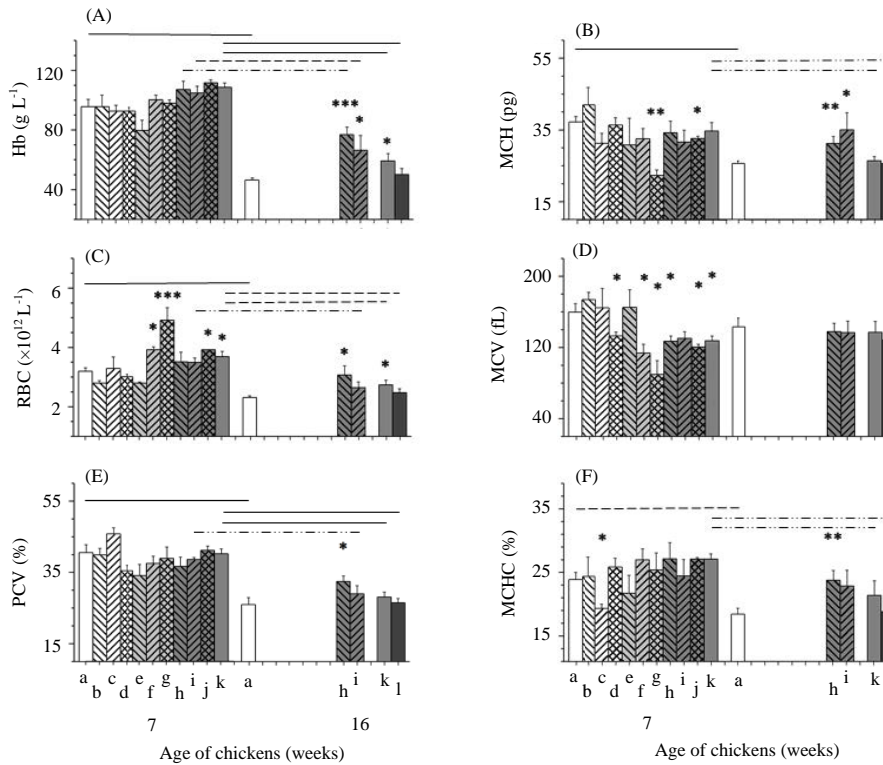 (A)
Hb (g L-1)
120
80
40
***
*
*
(B)
MCH (pg)
55
35
15
**
*
**
*
(C)
RBC (×10¹² L-1)
6
4
2
*
***
*
*
*
*
(D)
MCV (fL)
200
120
40
*
*
*
*
*
*
(E)
PCV (%)
55
45
35
25
15
*
a b c d e f g h i j k a h i k l
7 16
Age of chickens (weeks)
(F)
MCHC (%)
35
25
15
*
**
a b c d e f g h i j k a h i k
7
Age of chickens (weeks)